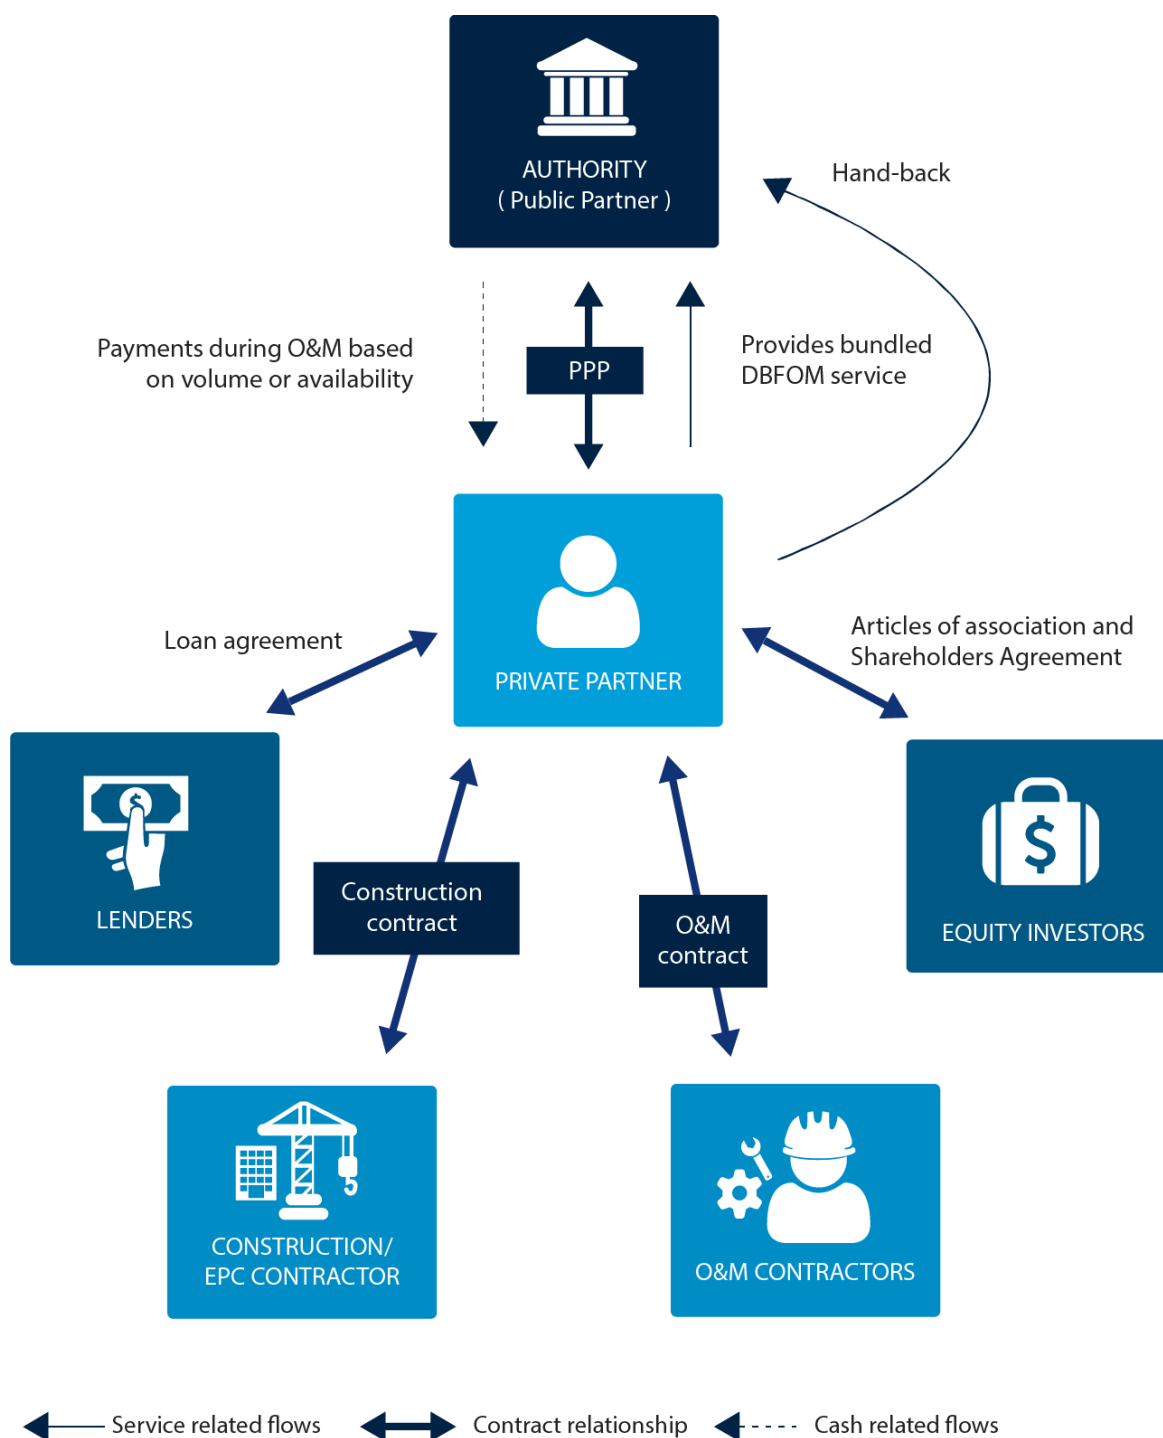 AUTHORITY
( Public Partner )
Hand-back
Payments during O&M based
on volume or availability
PPP
Provides bundled
DBFOM service
PRIVATE PARTNER
Loan agreement
Articles of association and
Shareholders Agreement
$
LENDERS
Construction
contract
O&M
contract
$
EQUITY INVESTORS
CONSTRUCTION/
EPC CONTRACTOR
O&M CONTRACTORS
Service related flows
Contract relationship
Cash related flows